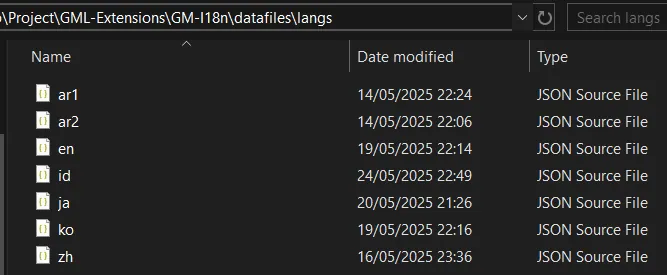 \Project\GML-Extensions\GM-I18n\datafiles\langs Search langs
Name Date modified Type
ar1 14/05/2025 22:24 JSON Source File
ar2 14/05/2025 22:06 JSON Source File
en 19/05/2025 22:14 JSON Source File
id 24/05/2025 22:49 JSON Source File
ja 20/05/2025 21:26 JSON Source File
ko 19/05/2025 22:16 JSON Source File
zh 16/05/2025 23:36 JSON Source File